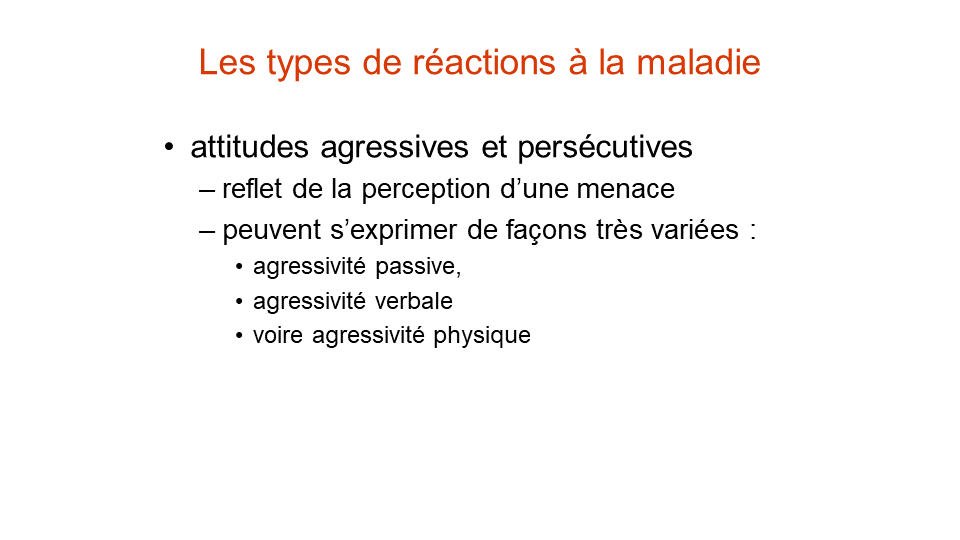 Les types de réactions à la maladie
• attitudes agressives et persécutives
– reflet de la perception d’une menace
– peuvent s’exprimer de façons très variées :
• agressivité passive,
• agressivité verbale
• voire agressivité physique